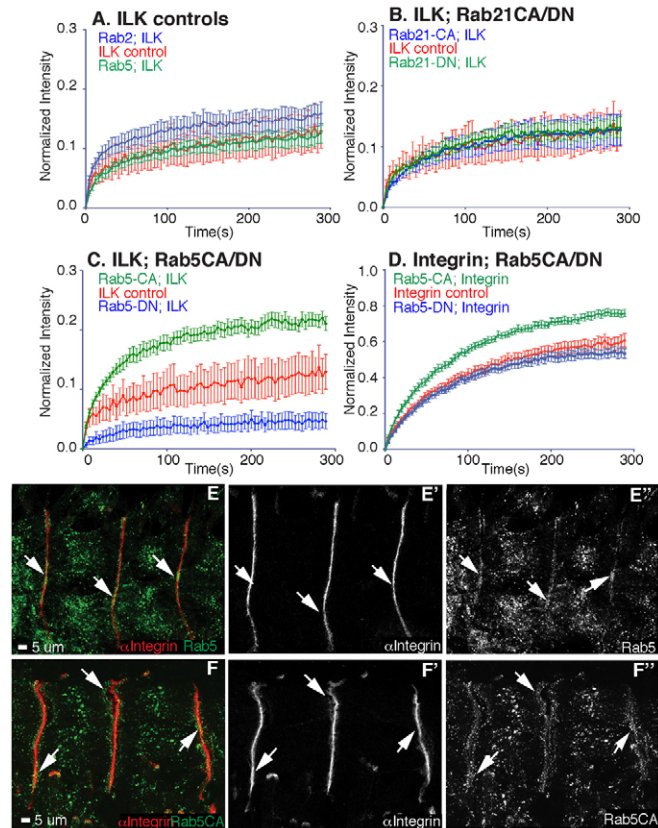 A. ILK controls
Rab2; ILK
ILK control
Rab5; ILK
Normalized Intensity
0.3
0.2
0.1
0.0
0
100
200
300
Time(s)
B. ILK; Rab21CA/DN
Rab21-CA; ILK
ILK control
Rab21-DN; ILK
Normalized Intensity
0.3
0.2
0.1
0.0
0
100
200
300
Time(s)
C. ILK; Rab5CA/DN
Rab5-CA; ILK
ILK control
Rab5-DN; ILK
Normalized Intensity
0.3
0.2
0.1
0.0
0
100
200
300
Time(s)
D. Integrin; Rab5CA/DN
Rab5-CA; Integrin
Integrin control
Rab5-DN; Integrin
Normalized Intensity
1.0
0.8
0.6
0.4
0.2
0.0
0
100
200
300
Time(s)
E
5 um
αIntegrin Rab5
E'
αIntegrin
E''
Rab5
F
5 um
αIntegrin Rab5CA
F'
αIntegrin
F''
Rab5CA